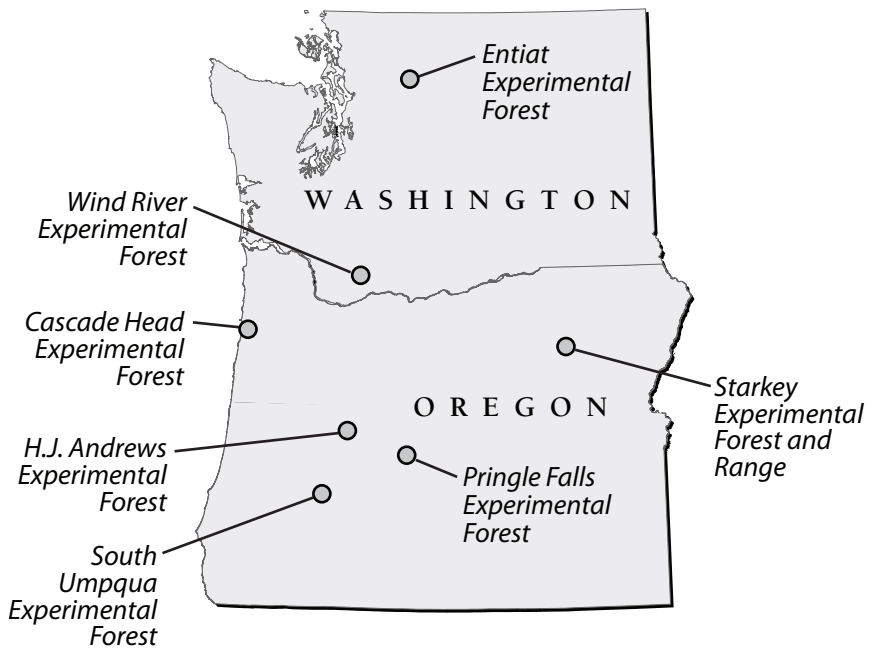 Entiat
Experimental
Forest
WASHINGTON
Wind River
Experimental
Forest
Cascade Head
Experimental
Forest
Starkey
Experimental
Forest and
Range
OREGON
H.J. Andrews
Experimental
Forest
Pringle Falls
Experimental
Forest
South
Umpqua
Experimental
Forest